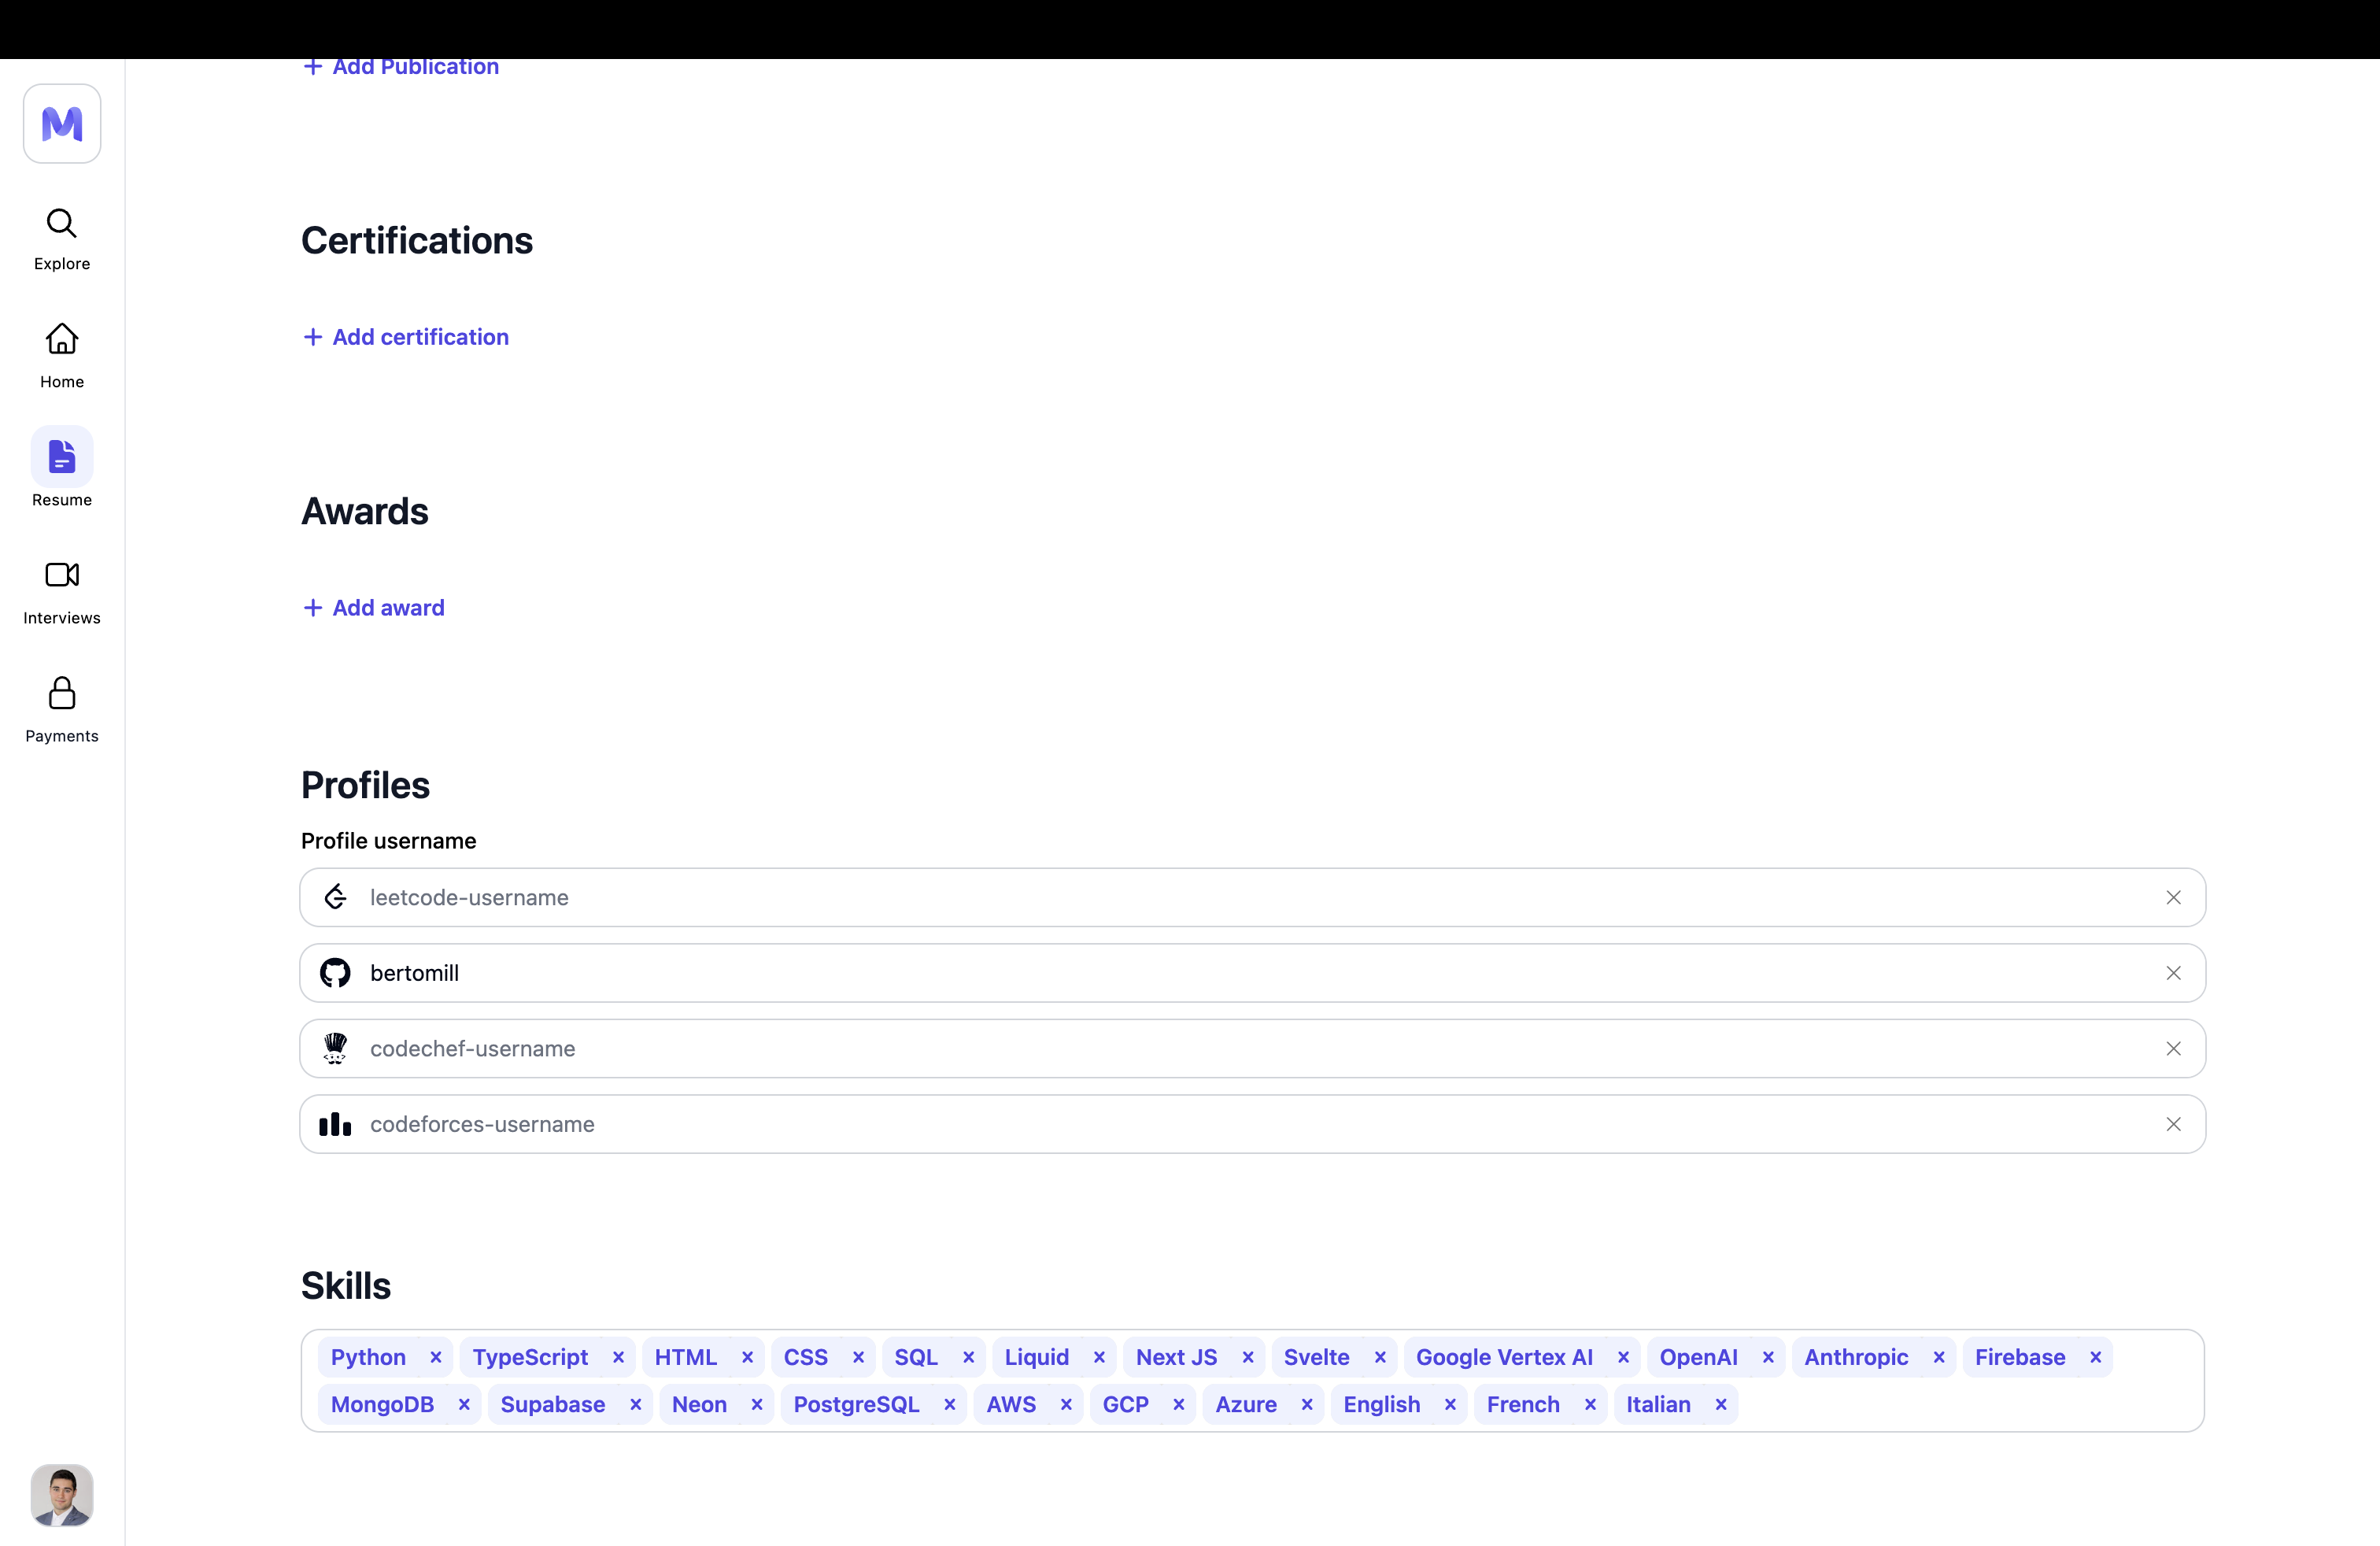 + Add Publication
Explore
Home
Resume
Interviews
Payments
Certifications
+ Add certification
Awards
+ Add award
Profiles
Profile username
leetcode-username
bertomill
codechef-username
codeforces-username
Skills
Python × TypeScript × HTML × CSS × SQL × Liquid × Next JS × Svelte × Google Vertex AI × OpenAI × Anthropic × Firebase ×
MongoDB × Supabase × Neon × PostgreSQL × AWS × GCP × Azure × English × French × Italian ×